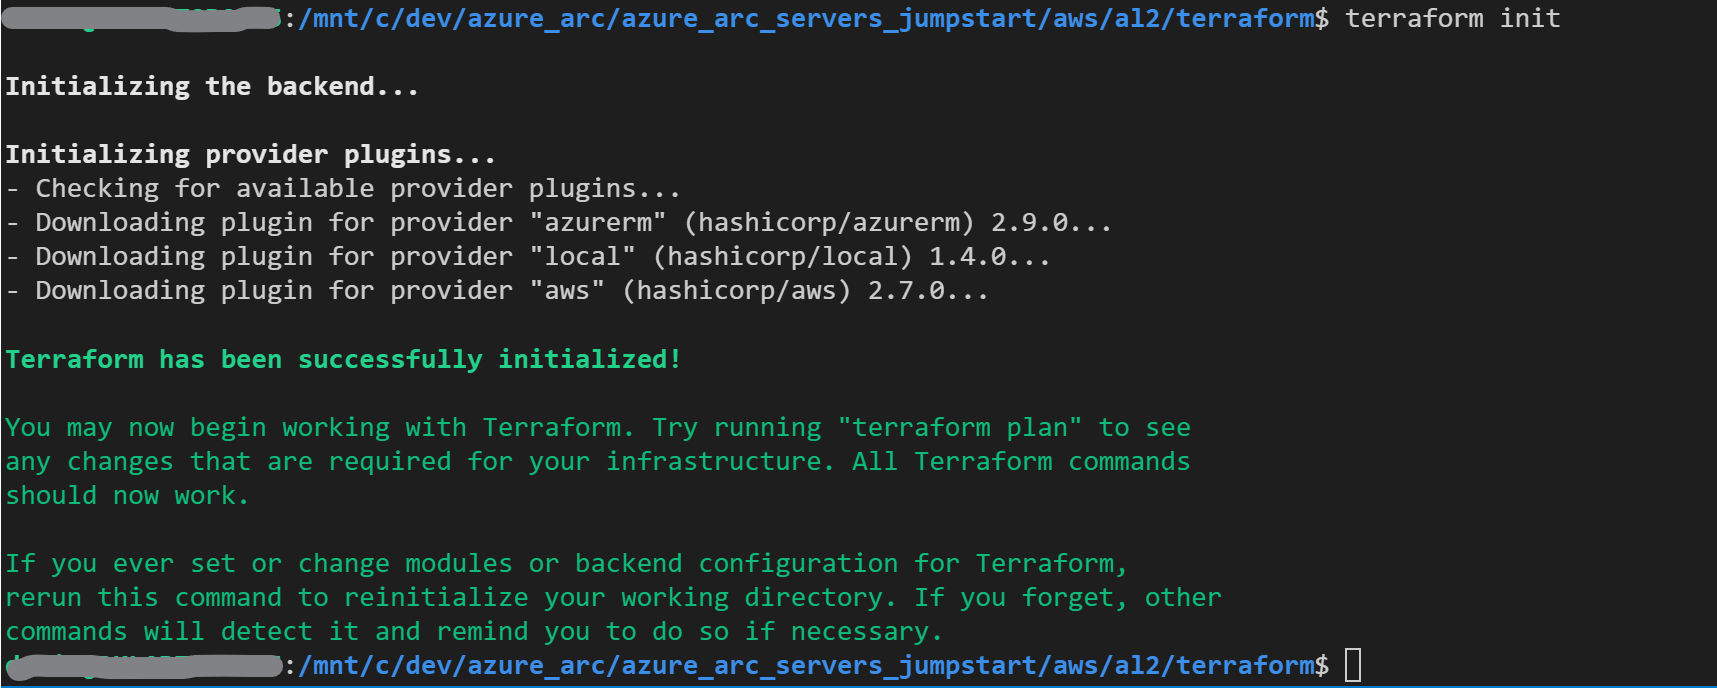 :/mnt/c/dev/azure_arc/azure_arc_servers_jumpstart/aws/al2/terraform$ terraform init
Initializing the backend...
Initializing provider plugins...
- Checking for available provider plugins...
- Downloading plugin for provider "azurerm" (hashicorp/azurerm) 2.9.0...
- Downloading plugin for provider "local" (hashicorp/local) 1.4.0...
- Downloading plugin for provider "aws" (hashicorp/aws) 2.7.0...
Terraform has been successfully initialized!
You may now begin working with Terraform. Try running "terraform plan" to see
any changes that are required for your infrastructure. All Terraform commands
should now work.
If you ever set or change modules or backend configuration for Terraform,
rerun this command to reinitialize your working directory. If you forget, other
commands will detect it and remind you to do so if necessary.
:/mnt/c/dev/azure_arc/azure_arc_servers_jumpstart/aws/al2/terraform$